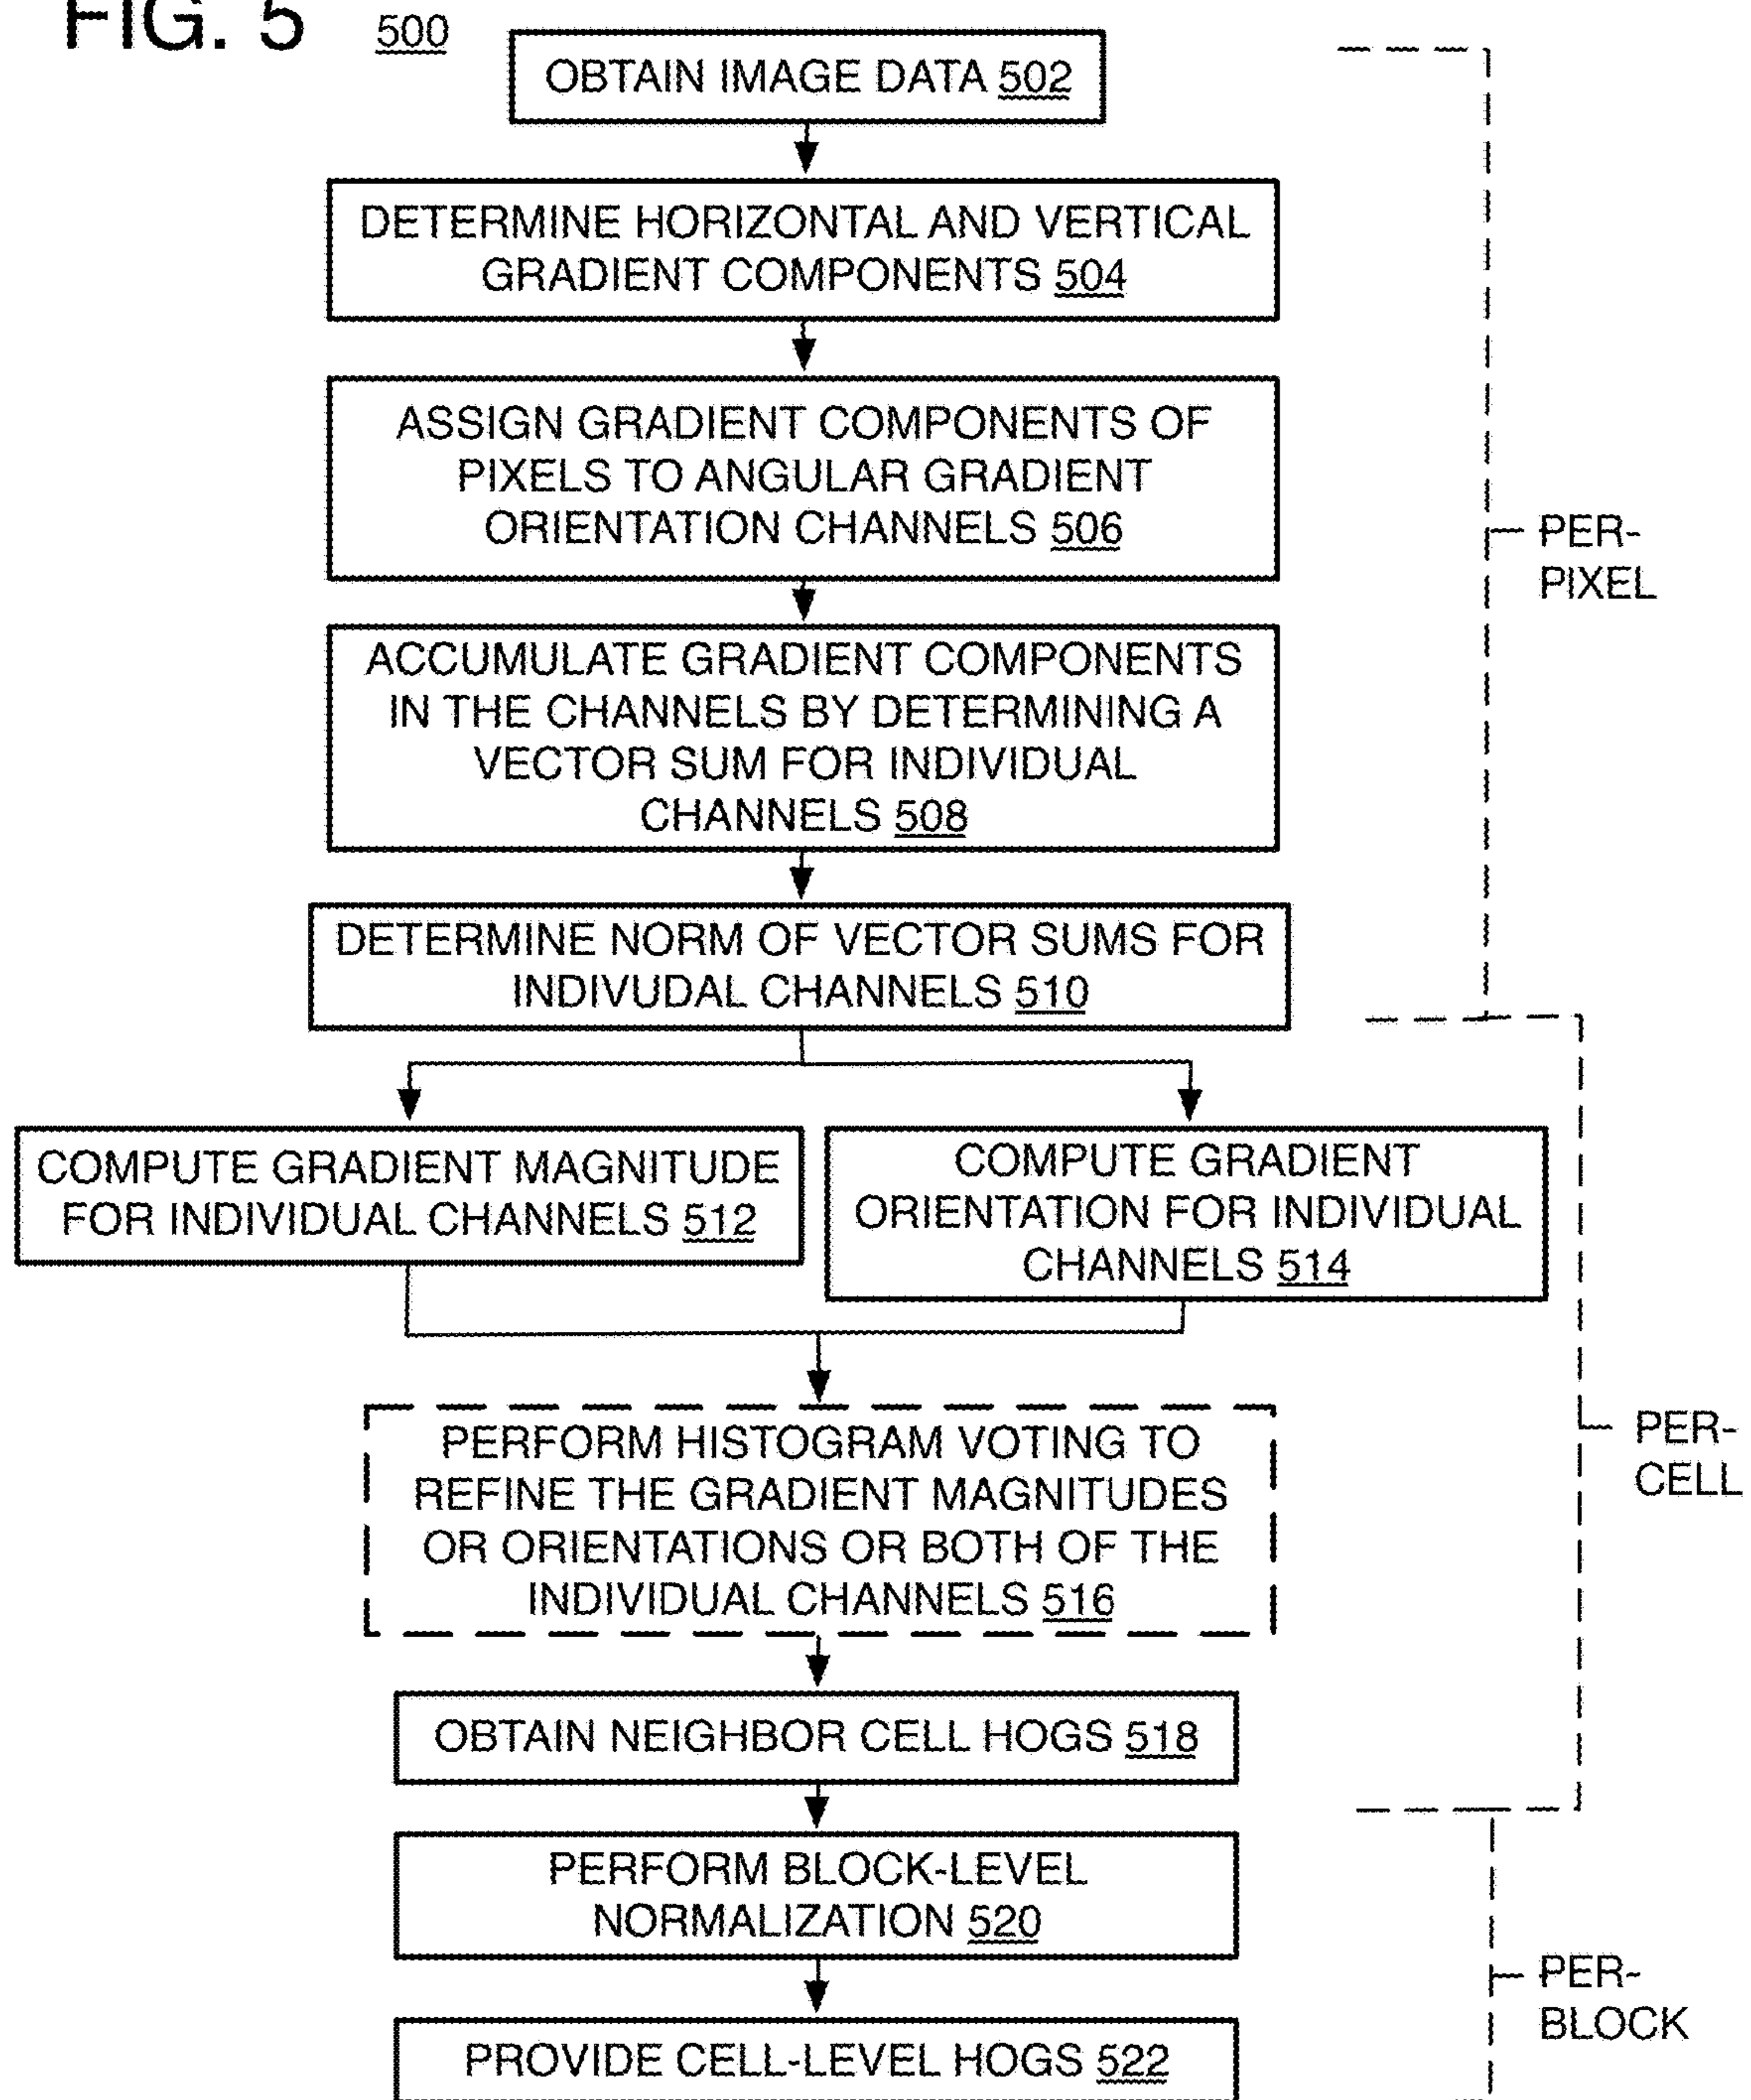 FIG. 5 500
OBTAIN IMAGE DATA 502
DETERMINE HORIZONTAL AND VERTICAL
GRADIENT COMPONENTS 504
ASSIGN GRADIENT COMPONENTS OF
PIXELS TO ANGULAR GRADIENT
ORIENTATION CHANNELS 506
PER-
PIXEL
ACCUMULATE GRADIENT COMPONENTS
IN THE CHANNELS BY DETERMINING A
VECTOR SUM FOR INDIVIDUAL
CHANNELS 508
DETERMINE NORM OF VECTOR SUMS FOR
INDIVUDAL CHANNELS 510
COMPUTE GRADIENT MAGNITUDE
FOR INDIVIDUAL CHANNELS 512
COMPUTE GRADIENT
ORIENTATION FOR INDIVIDUAL
CHANNELS 514
PERFORM HISTOGRAM VOTING TO
REFINE THE GRADIENT MAGNITUDES
OR ORIENTATIONS OR BOTH OF THE
INDIVIDUAL CHANNELS 516
PER-
CELL
OBTAIN NEIGHBOR CELL HOGS 518
PERFORM BLOCK-LEVEL
NORMALIZATION 520
PER-
BLOCK
PROVIDE CELL-LEVEL HOGS 522